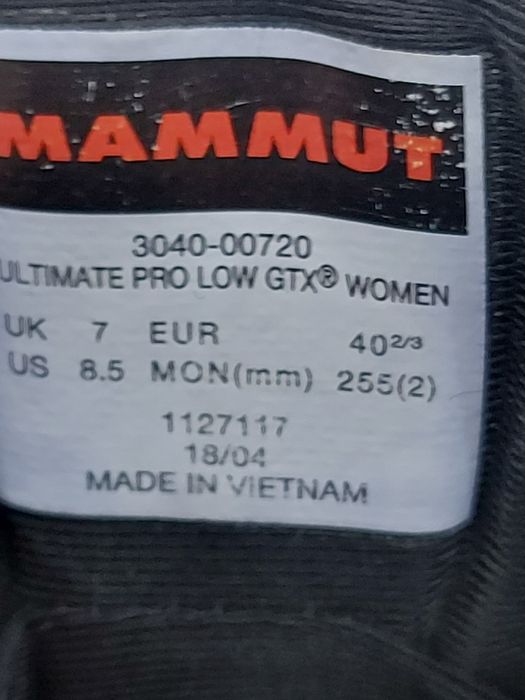 MAMMUT
3040-00720
ULTIMATE PRO LOW GTX® WOMEN
UK 7 EUR 40 2/3
US 8.5 MON(mm) 255(2)
1127117
18/04
MADE IN VIETNAM